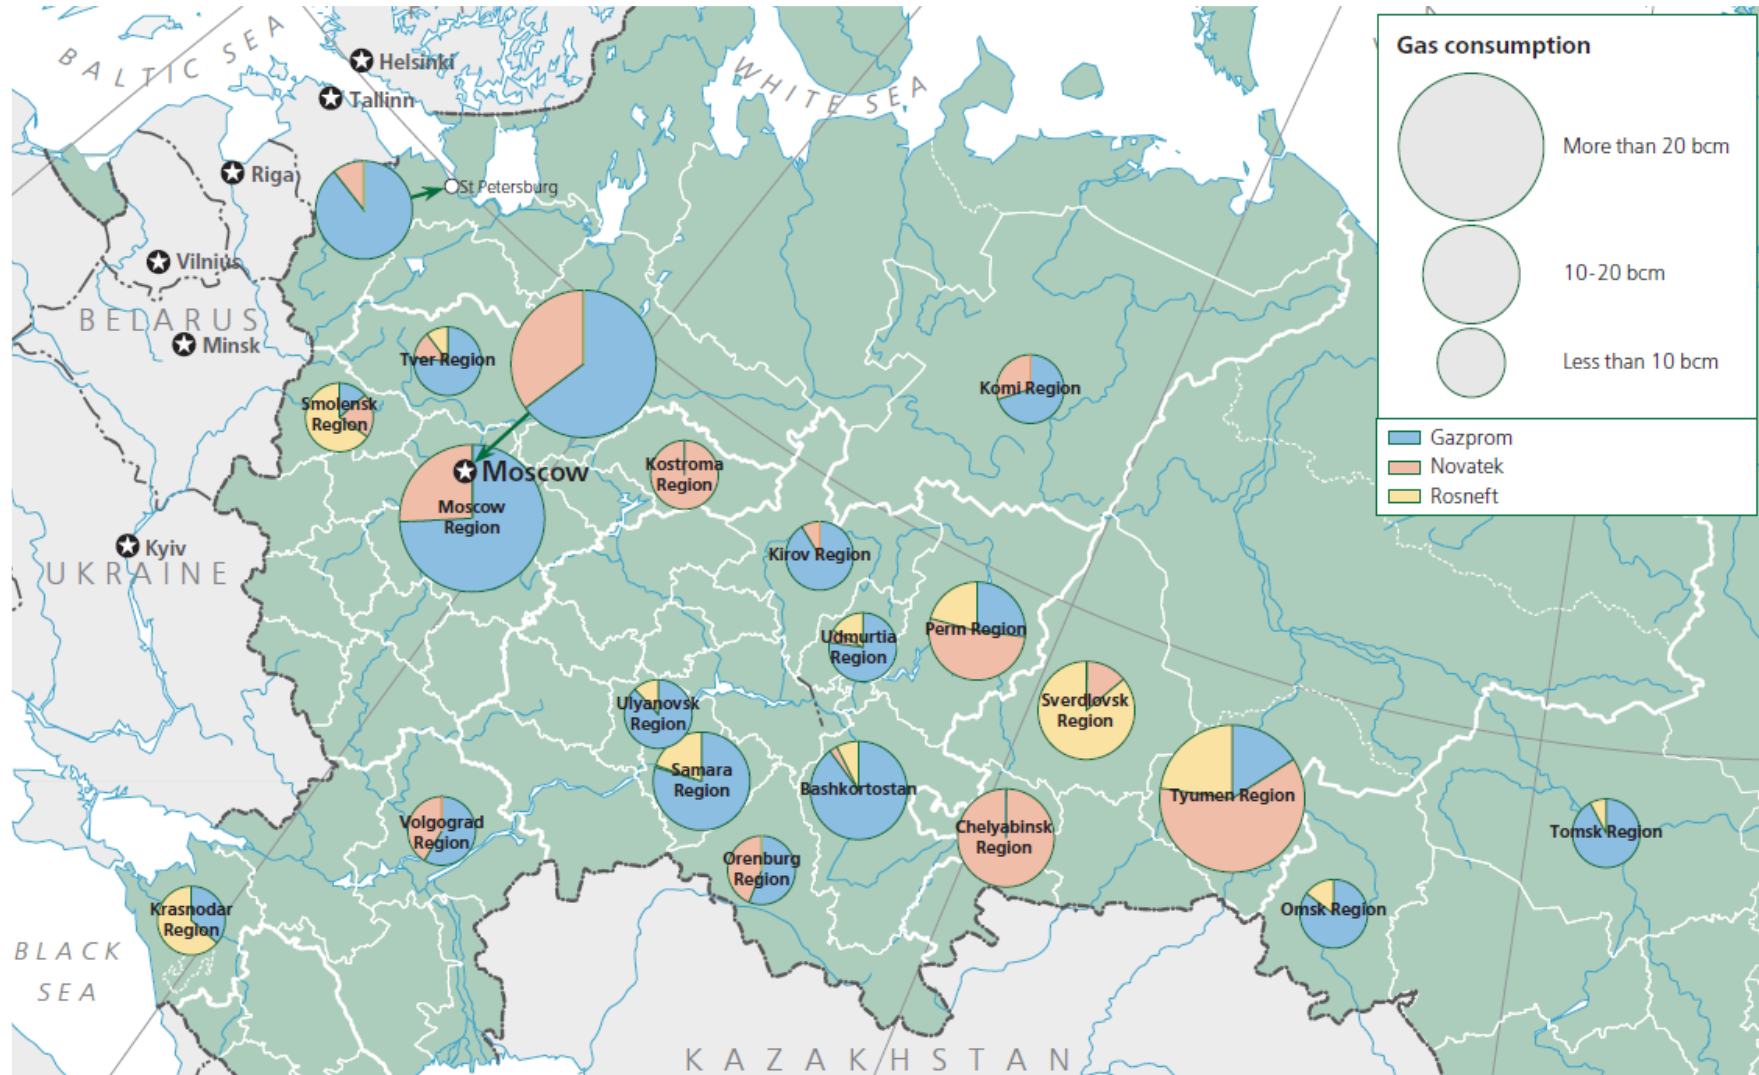 BALTIC SEA
Helsinki
Tallinn
WHITE SEA
Riga
St Petersburg
Vilnius
BELARUS
Minsk
Tver Region
Komi Region
Smolensk
Region
Kostroma
Region
Moscow
Moscow
Region
Kyiv
UKRAINE
Kirov Region
Udmurtia
Region
Perm Region
Ulyanovsk
Region
Sverdlovsk
Region
Samara
Region
Bashkortostan
Tyumen Region
Volgograd
Region
Chelyabinsk
Region
Tomsk Region
Orenburg
Region
Omsk Region
Krasnodar
Region
BLACK
SEA
KAZAKHSTAN
Gas consumption
More than 20 bcm
10-20 bcm
Less than 10 bcm
Gazprom
Novatek
Rosneft